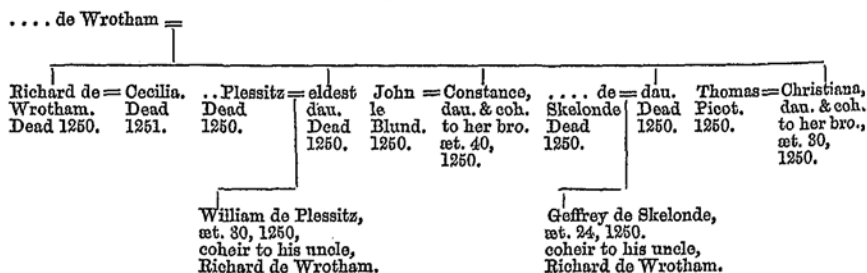 .... de Wrotham =
Richard de = Cecilia.
Wrotham. Dead
Dead 1250. 1251.
..Plessitz = eldest
Dead dau.
1250. Dead
1250.
John = Constance,
le dau. & coh.
Blund. to her bro.
1250. æt. 40,
1250.
.... de = dau.
Skelonde Dead
Dead 1250.
1250.
Thomas = Christiana,
Picot. dau. & coh.
1250. to her bro.,
æt. 30,
1250.
William de Plessitz,
æt. 30, 1250,
coheir to his uncle,
Richard de Wrotham.
Geffrey de Skelonde,
æt. 24, 1250.
coheir to his uncle,
Richard de Wrotham.